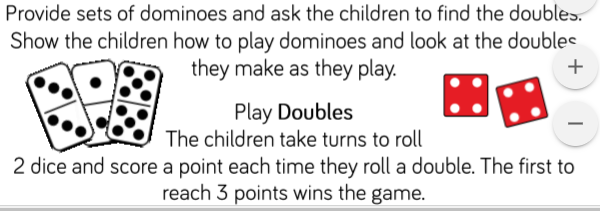 Provide sets of dominoes and ask the children to find the doubles.
Show the children how to play dominoes and look at the doubles
they make as they play.
Play Doubles
The children take turns to roll
2 dice and score a point each time they roll a double. The first to
reach 3 points wins the game.